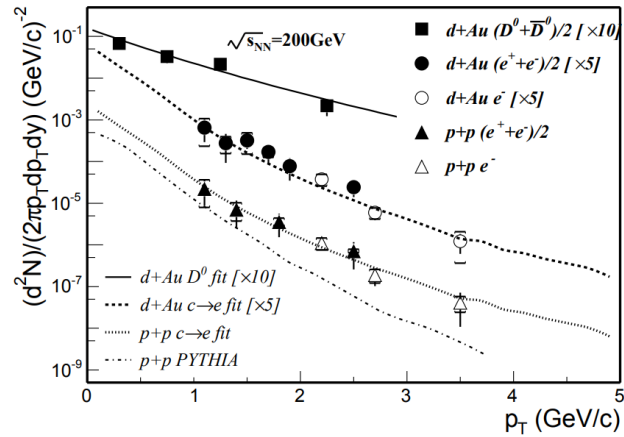 (d²N)/(2πp_T dp_T dy) (GeV/c)⁻²
10⁻¹
10⁻³
10⁻⁵
10⁻⁷
10⁻⁹
√s_NN = 200GeV
d+Au (D⁰+D̅⁰)/2 [×10]
d+Au (e⁺+e⁻)/2 [×5]
d+Au e⁻ [×5]
p+p (e⁺+e⁻)/2
p+p e⁻
d+Au D⁰ fit [×10]
d+Au c→e fit [×5]
p+p c→e fit
p+p PYTHIA
0 1 2 3 4 5
p_T (GeV/c)